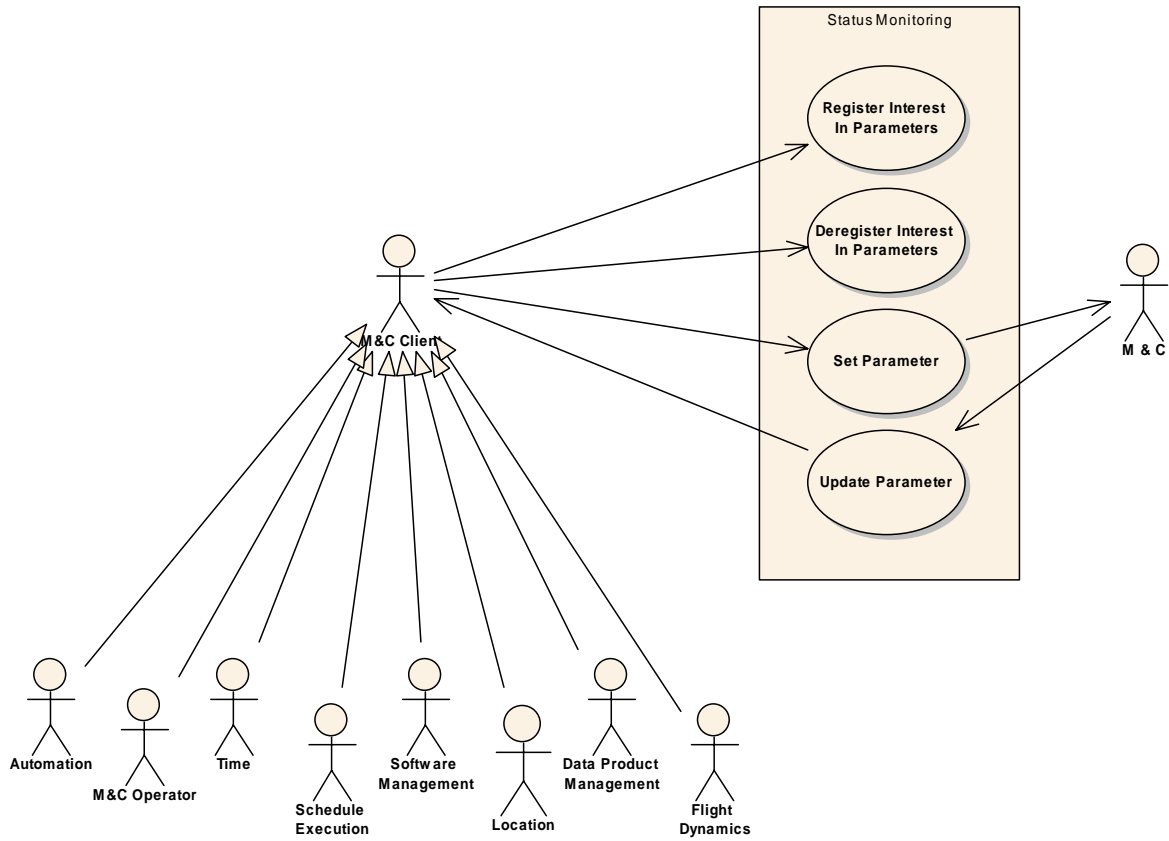 Status Monitoring
Register Interest
In Parameters
Deregister Interest
In Parameters
Set Parameter
Update Parameter
M&C Client
M & C
Automation
M&C Operator
Time
Schedule
Execution
Software
Management
Location
Data Product
Management
Flight
Dynamics